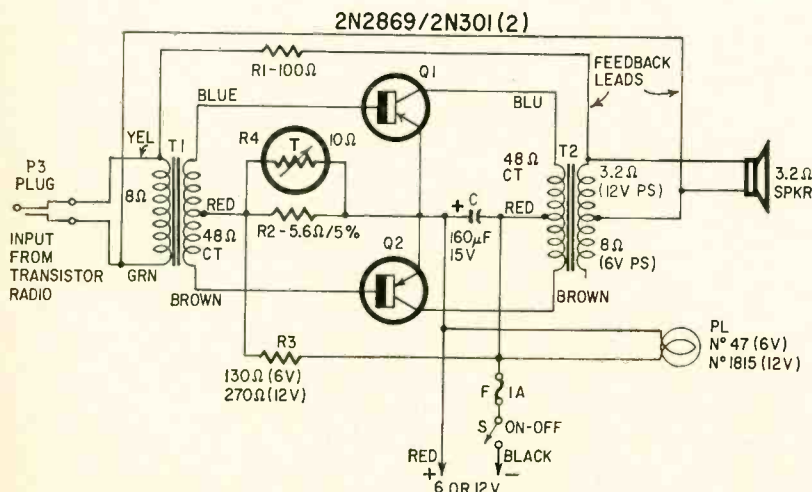 2N2869/2N301(2)
R1-100Ω
FEEDBACK
LEADS
Q1
BLUE
BLU
YEL
T1
R4
T
10Ω
48Ω
CT
T2
P3
PLUG
8Ω
RED
+
C
RED
3.2Ω
(12V PS)
3.2Ω
SPKR
48Ω
CT
R2-5.6Ω/5%
160µF
15V
8Ω
(6V PS)
INPUT
FROM
TRANSISTOR
RADIO
GRN
Q2
BROWN
BROWN
R3
130Ω (6V)
270Ω (12V)
PL
Nº 47 (6V)
Nº 1815 (12V)
F
1A
S
ON-OFF
RED
BLACK
+
−
6 OR 12V